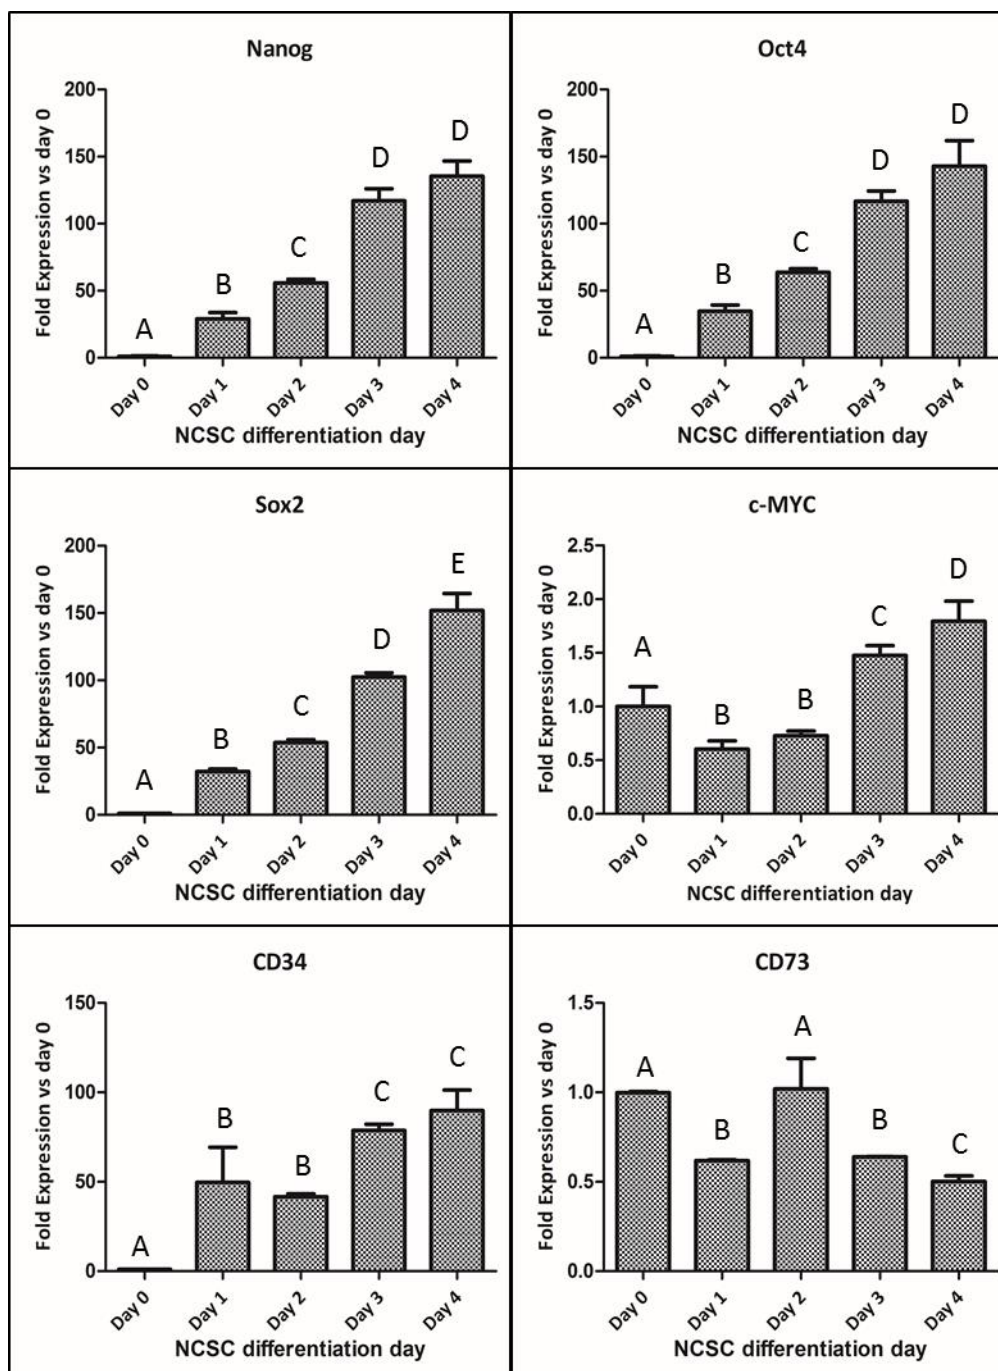 Nanog
Fold Expression vs day 0
200
150
100
50
0
A
B
C
D
D
Day 0
Day 1
Day 2
Day 3
Day 4
NCSC differentiation day
Oct4
Fold Expression vs day 0
200
150
100
50
0
A
B
C
D
D
Day 0
Day 1
Day 2
Day 3
Day 4
NCSC differentiation day
Sox2
Fold Expression vs day 0
200
150
100
50
0
A
B
C
D
E
Day 0
Day 1
Day 2
Day 3
Day 4
NCSC differentiation day
c-MYC
Fold Expression vs day 0
2.5
2.0
1.5
1.0
0.5
0.0
A
B
B
C
D
Day 0
Day 1
Day 2
Day 3
Day 4
NCSC differentiation day
CD34
Fold Expression vs day 0
150
100
50
0
A
B
B
C
C
Day 0
Day 1
Day 2
Day 3
Day 4
NCSC differentiation day
CD73
Fold Expression vs day 0
1.5
1.0
0.5
0.0
A
B
A
B
C
Day 0
Day 1
Day 2
Day 3
Day 4
NCSC differentiation day